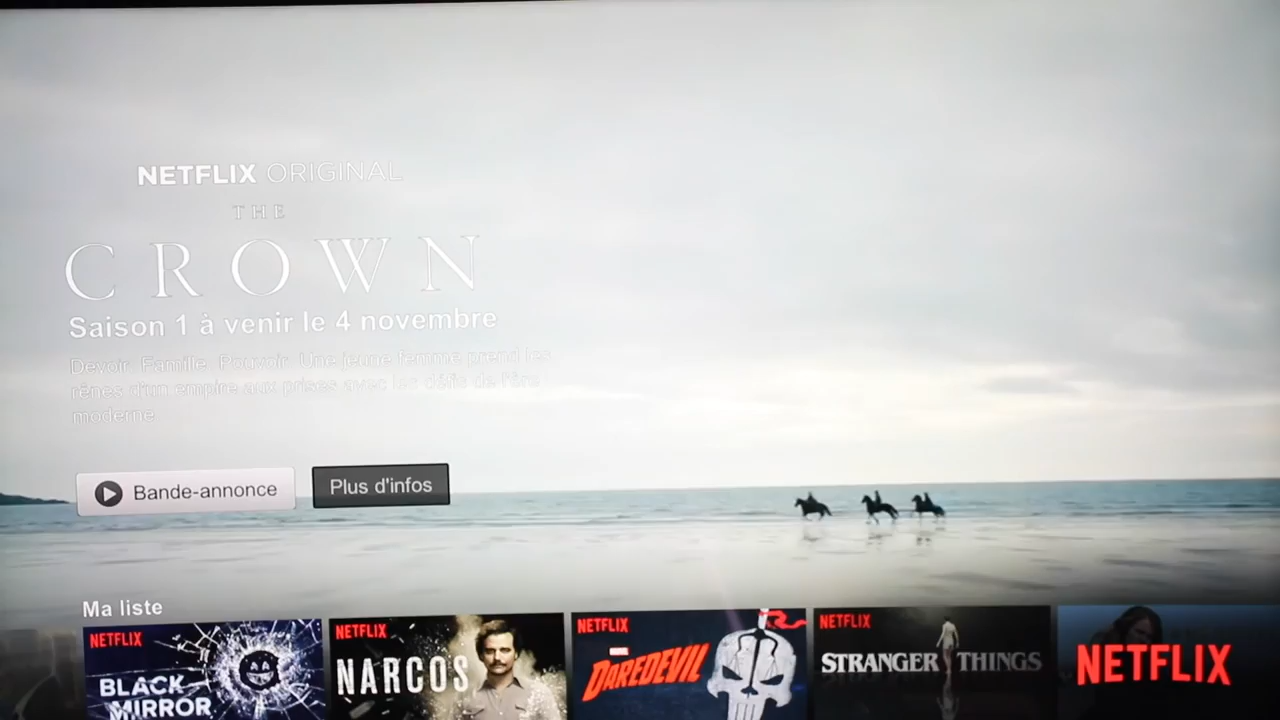 NETFLIX ORIGINAL
THE
CROWN
Saison 1 à venir le 4 novembre
Devoir. Famille. Pouvoir. Une jeune femme prend les
rênes d'un empire aux prises avec les défis de l'ère
moderne.
Bande-annonce
Plus d'infos
Ma liste
NETFLIX
BLACK
MIRROR
NETFLIX
NARCOS
NETFLIX
MARVEL
DAREDEVIL
NETFLIX
STRANGER THINGS
NETFLIX